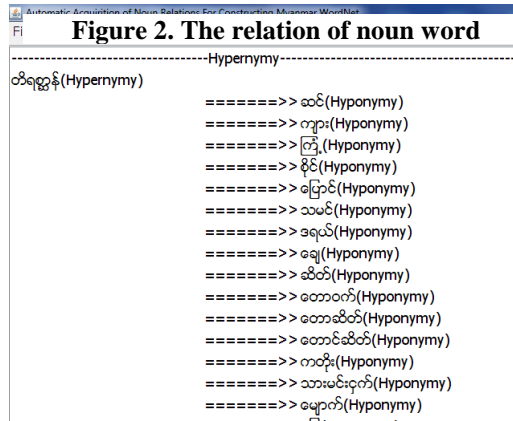 Automatic Acquirition of Noun Relations For Constructing Myanmar WordNet
Fi
Figure 2. The relation of noun word
---------------------------------Hypernymy---------------------------------------
တိရစ္ဆာန်(Hypernymy)
=======>> ဆင်(Hyponymy)
=======>> ကျား(Hyponymy)
=======>> ကြံ့(Hyponymy)
=======>> စိုင်(Hyponymy)
=======>> ပြောင်(Hyponymy)
=======>> သမင်(Hyponymy)
=======>> ဒရယ်(Hyponymy)
=======>> ချေ(Hyponymy)
=======>> ဆိတ်(Hyponymy)
=======>> တောဝက်(Hyponymy)
=======>> တောဆိတ်(Hyponymy)
=======>> တောင်ဆိတ်(Hyponymy)
=======>> ကတိုး(Hyponymy)
=======>> သားမင်းငှက်(Hyponymy)
=======>> မျောက်(Hyponymy)